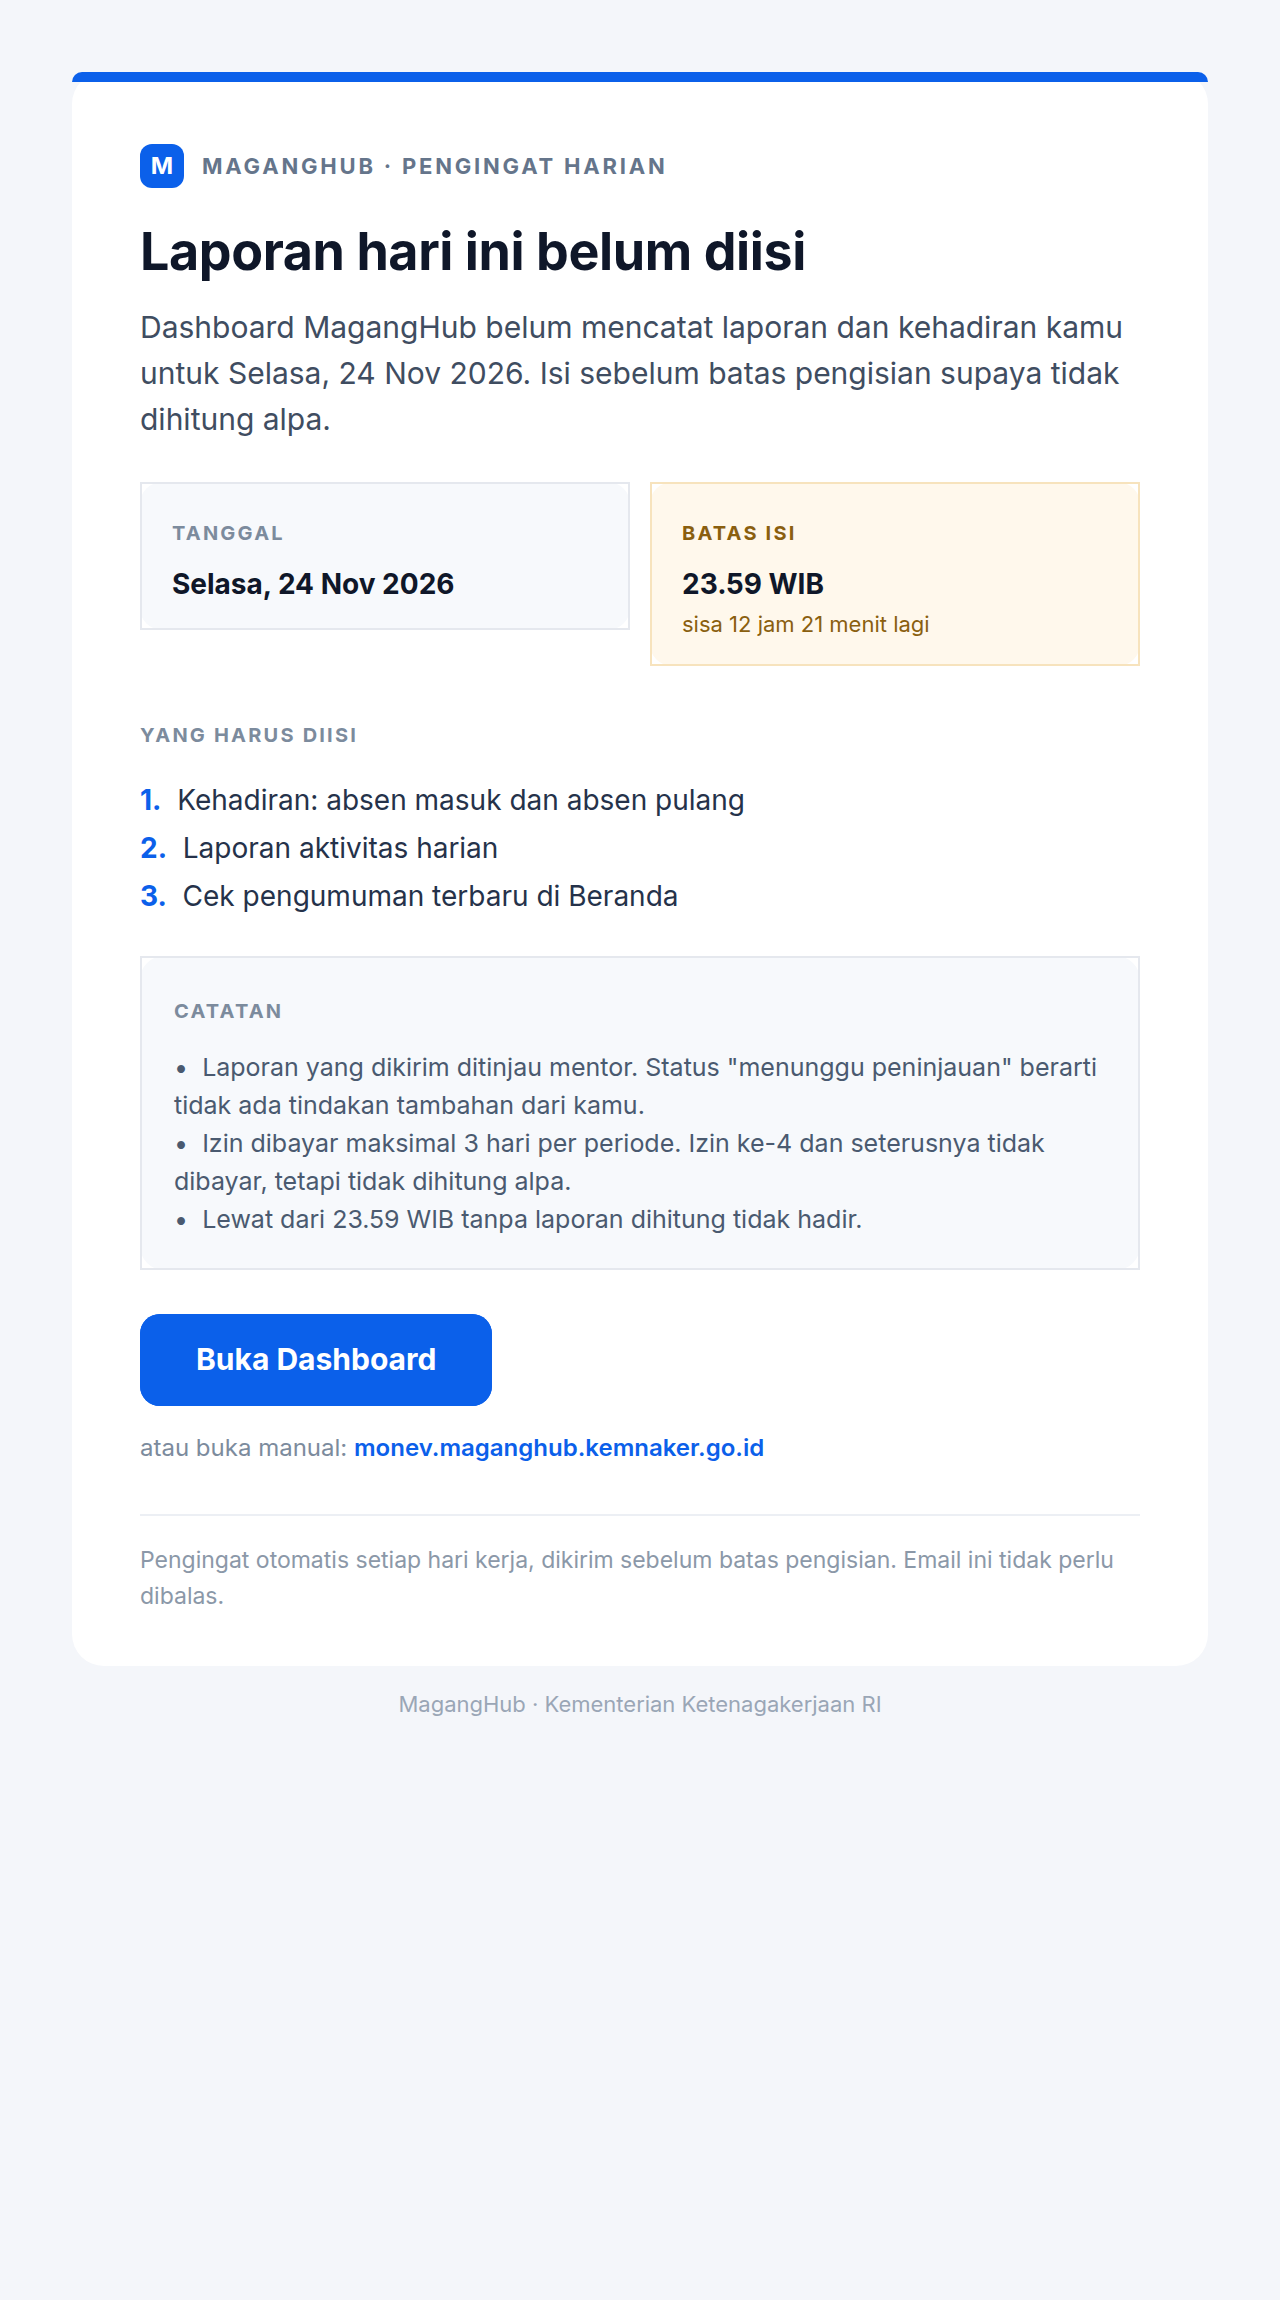 M MAGANGHUB · PENGINGAT HARIAN
Laporan hari ini belum diisi
Dashboard MagangHub belum mencatat laporan dan kehadiran kamu
untuk Selasa, 24 Nov 2026. Isi sebelum batas pengisian supaya tidak
dihitung alpa.
TANGGAL
Selasa, 24 Nov 2026
BATAS ISI
23.59 WIB
sisa 12 jam 21 menit lagi
YANG HARUS DIISI
1. Kehadiran: absen masuk dan absen pulang
2. Laporan aktivitas harian
3. Cek pengumuman terbaru di Beranda
CATATAN
• Laporan yang dikirim ditinjau mentor. Status "menunggu peninjauan" berarti
tidak ada tindakan tambahan dari kamu.
• Izin dibayar maksimal 3 hari per periode. Izin ke-4 dan seterusnya tidak
dibayar, tetapi tidak dihitung alpa.
• Lewat dari 23.59 WIB tanpa laporan dihitung tidak hadir.
Buka Dashboard
atau buka manual: monev.maganghub.kemnaker.go.id
Pengingat otomatis setiap hari kerja, dikirim sebelum batas pengisian. Email ini tidak perlu
dibalas.
MagangHub · Kementerian Ketenagakerjaan RI